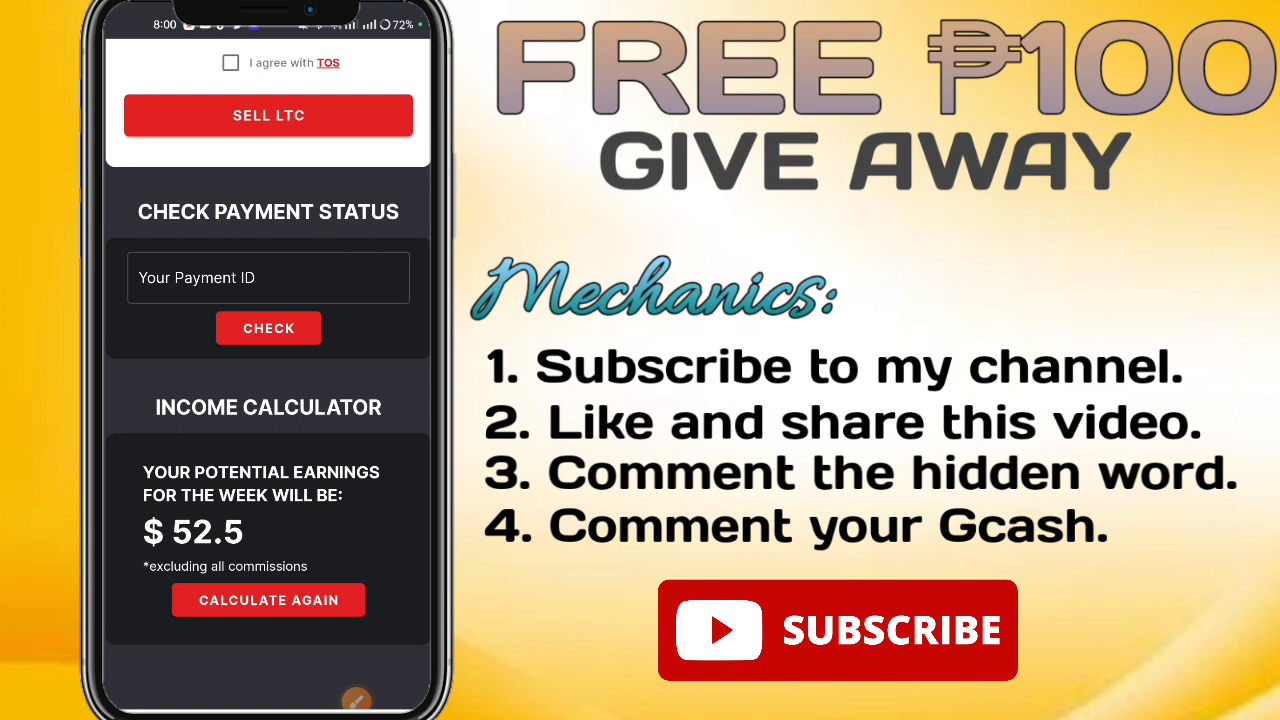 8:00
72%
I agree with TOS
SELL LTC
CHECK PAYMENT STATUS
Your Payment ID
CHECK
INCOME CALCULATOR
YOUR POTENTIAL EARNINGS
FOR THE WEEK WILL BE:
$ 52.5
*excluding all commissions
CALCULATE AGAIN
FREE ₱100
GIVE AWAY
Mechanics:
1. Subscribe to my channel.
2. Like and share this video.
3. Comment the hidden word.
4. Comment your Gcash.
SUBSCRIBE